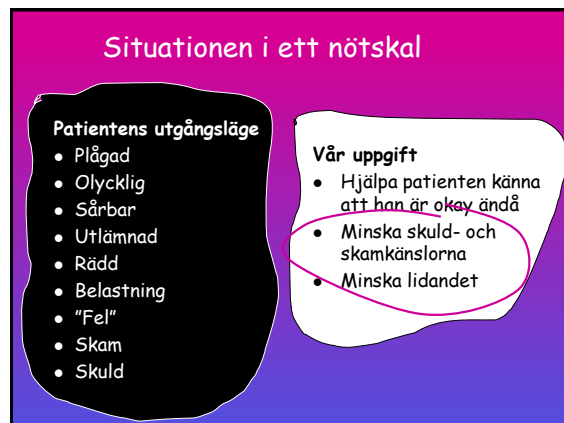 Situationen i ett nötskal
Patientens utgångsläge
● Plågad
● Olycklig
● Sårbar
● Utlämnad
● Rädd
● Belastning
● ”Fel”
● Skam
● Skuld
Vår uppgift
● Hjälpa patienten känna
att han är okay ändå
● Minska skuld- och
skamkänslorna
● Minska lidandet